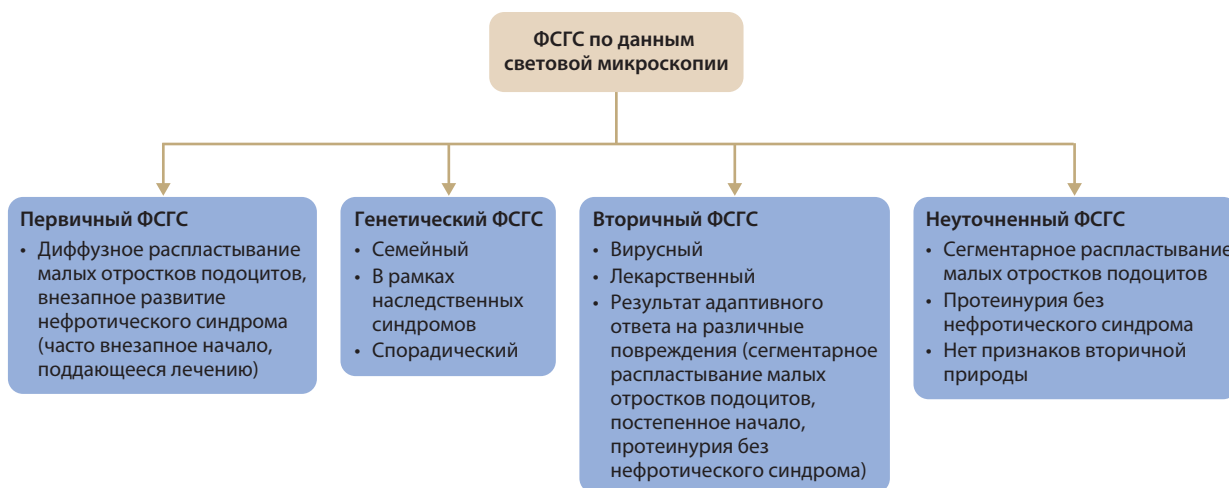 ФСГС по данным
световой микроскопии
Первичный ФСГС
• Диффузное распластывание
малых отростков подоцитов,
внезапное развитие
нефротического синдрома
(часто внезапное начало,
поддающееся лечению)
Генетический ФСГС
• Семейный
• В рамках
наследственных
синдромов
• Спорадический
Вторичный ФСГС
• Вирусный
• Лекарственный
• Результат адаптивного
ответа на различные
повреждения (сегментарное
распластывание малых
отростков подоцитов,
постепенное начало,
протеинурия без
нефротического синдрома)
Неуточненный ФСГС
• Сегментарное распластывание
малых отростков подоцитов
• Протеинурия без
нефротического синдрома
• Нет признаков вторичной
природы